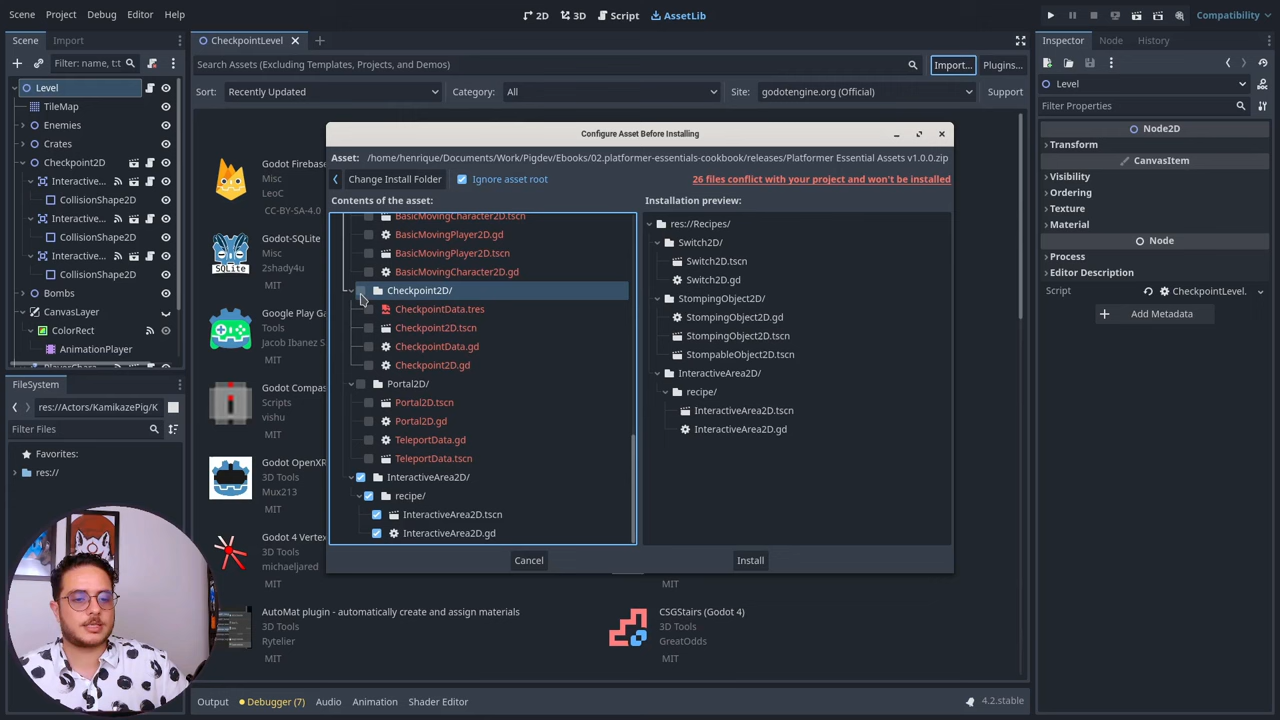 Scene Project Debug Editor Help
2D 3D Script AssetLib
Compatibility
Scene Import
CheckpointLevel
Inspector Node History
Filter: name, t:t
Search Assets (Excluding Templates, Projects, and Demos)
Import... Plugins...
Level
Level
Sort: Recently Updated Category: All Site: godotengine.org (Official) Support
TileMap
Filter Properties
Enemies
Crates
Checkpoint2D
Interactive
CollisionShape2D
Interactive
CollisionShape2D
Interactive
CollisionShape2D
Bombs
CanvasLayer
ColorRect
AnimationPlayer
FileSystem
res://Actors/KamikazePig/K
Filter Files
Favorites:
res://
Godot Firebase
Misc
LeoC
CC-BY-SA-4.0
Godot-SQLite
Misc
2shady4u
MIT
Google Play Ga
Tools
Jacob Ibanez S
MIT
Godot Compas
Scripts
vishu
MIT
Godot OpenXR
3D Tools
Mux213
MIT
Godot 4 Vertex
3D Tools
michaeljared
MIT
AutoMat plugin - automatically create and assign materials
3D Tools
Rytelier
MIT
MIT
CSGStairs (Godot 4)
3D Tools
GreatOdds
MIT
Configure Asset Before Installing
Asset: /home/henrique/Documents/Work/Pigdev/Ebooks/02.platformer-essentials-cookbook/releases/Platformer Essential Assets v1.0.0.zip
Change Install Folder Ignore asset root 26 files conflict with your project and won't be installed
Contents of the asset:
BasicMovingCharacter2D.tscn
BasicMovingPlayer2D.gd
BasicMovingPlayer2D.tscn
BasicMovingCharacter2D.gd
Checkpoint2D/
CheckpointData.tres
Checkpoint2D.tscn
CheckpointData.gd
Checkpoint2D.gd
Portal2D/
Portal2D.tscn
Portal2D.gd
TeleportData.gd
TeleportData.tscn
InteractiveArea2D/
recipe/
InteractiveArea2D.tscn
InteractiveArea2D.gd
Installation preview:
res://Recipes/
Switch2D/
Switch2D.tscn
Switch2D.gd
StompingObject2D/
StompingObject2D.gd
StompingObject2D.tscn
StompableObject2D.tscn
InteractiveArea2D/
recipe/
InteractiveArea2D.tscn
InteractiveArea2D.gd
Cancel Install
Node2D
Transform
CanvasItem
Visibility
Ordering
Texture
Material
Node
Process
Editor Description
Script CheckpointLevel.
Add Metadata
Output Debugger (7) Audio Animation Shader Editor
4.2.stable